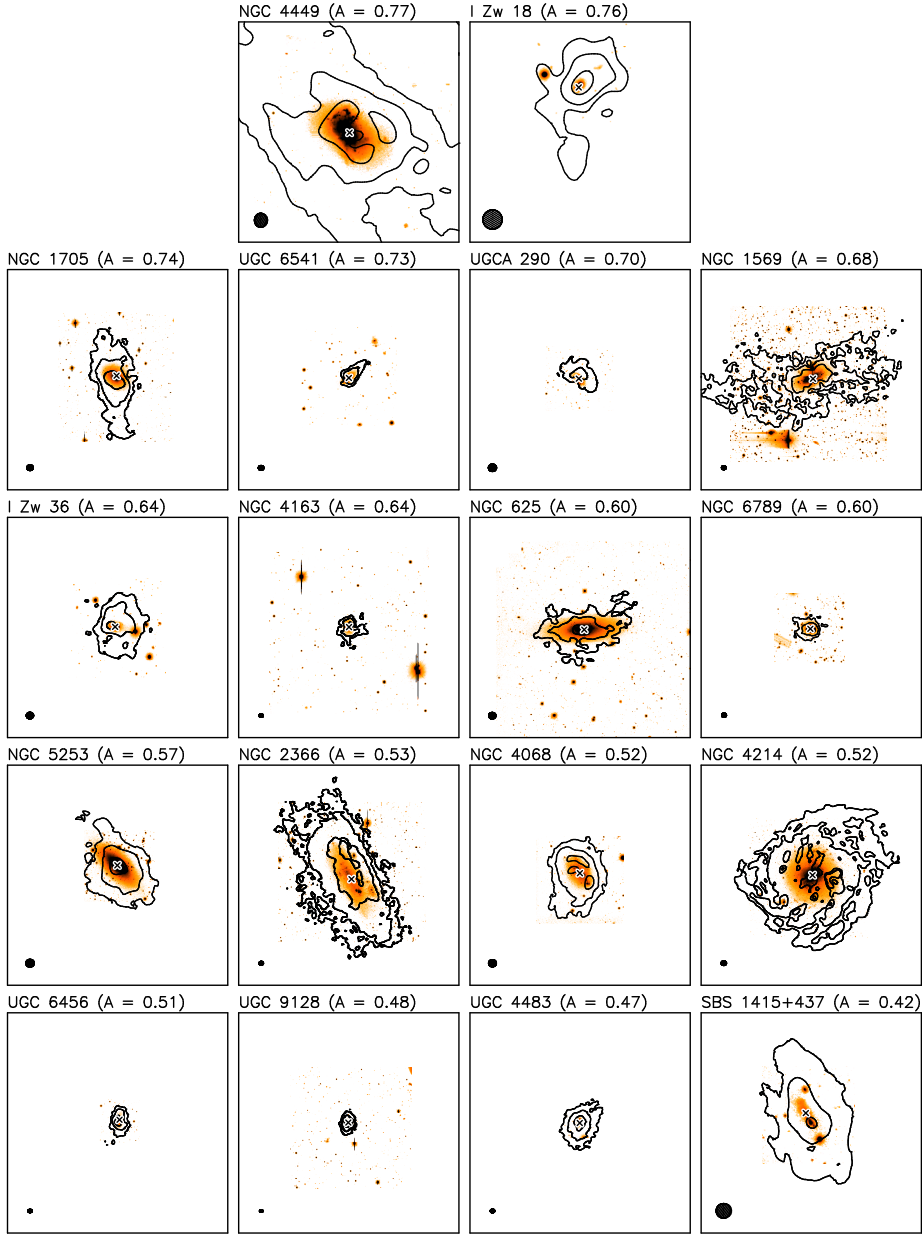 NGC 4449 (A = 0.77)
I Zw 18 (A = 0.76)
NGC 1705 (A = 0.74)
UGC 6541 (A = 0.73)
UGCA 290 (A = 0.70)
NGC 1569 (A = 0.68)
I Zw 36 (A = 0.64)
NGC 4163 (A = 0.64)
NGC 625 (A = 0.60)
NGC 6789 (A = 0.60)
NGC 5253 (A = 0.57)
NGC 2366 (A = 0.53)
NGC 4068 (A = 0.52)
NGC 4214 (A = 0.52)
UGC 6456 (A = 0.51)
UGC 9128 (A = 0.48)
UGC 4483 (A = 0.47)
SBS 1415+437 (A = 0.42)